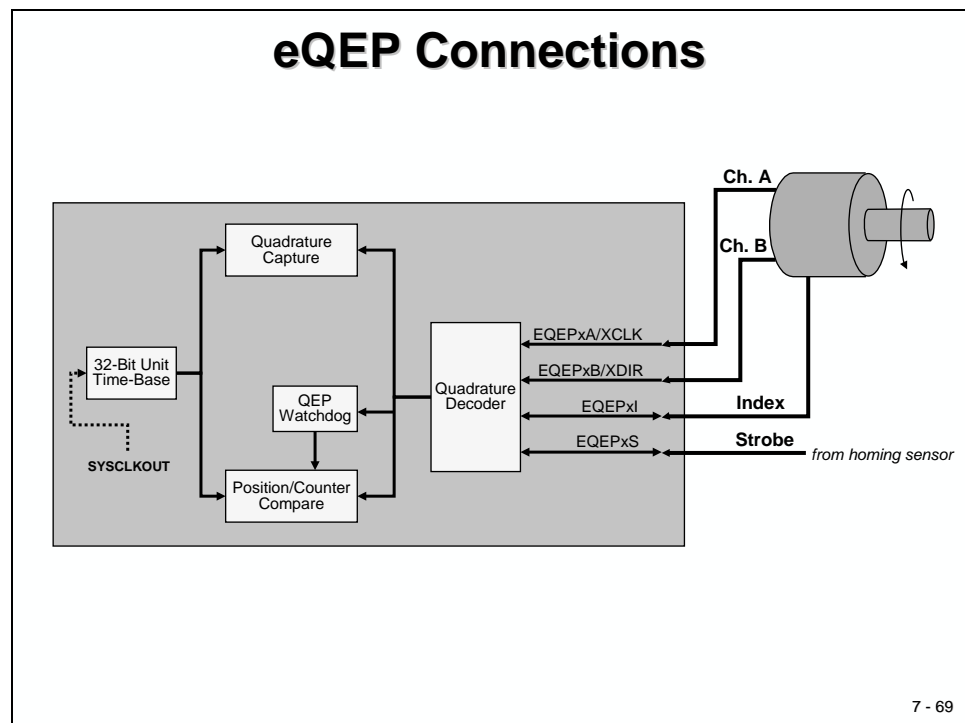 eQEP Connections
Ch. A
Quadrature
Capture
Ch. B
EQEPxA/XCLK
32-Bit Unit
Time-Base
EQEPxB/XDIR
Quadrature
Decoder
QEP
Watchdog
EQEPxI
Index
EQEPxS
Strobe
from homing sensor
SYSCLKOUT
Position/Counter
Compare
7 - 69